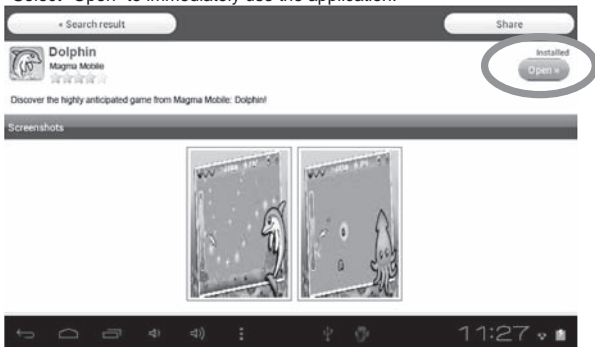 Select "Open" to immediately use the application.
« Search result
Share
Dolphin
Magma Mobile
Installed
Open »
Discover the highly anticipated game from Magma Mobile: Dolphin!
Screenshots
11:27